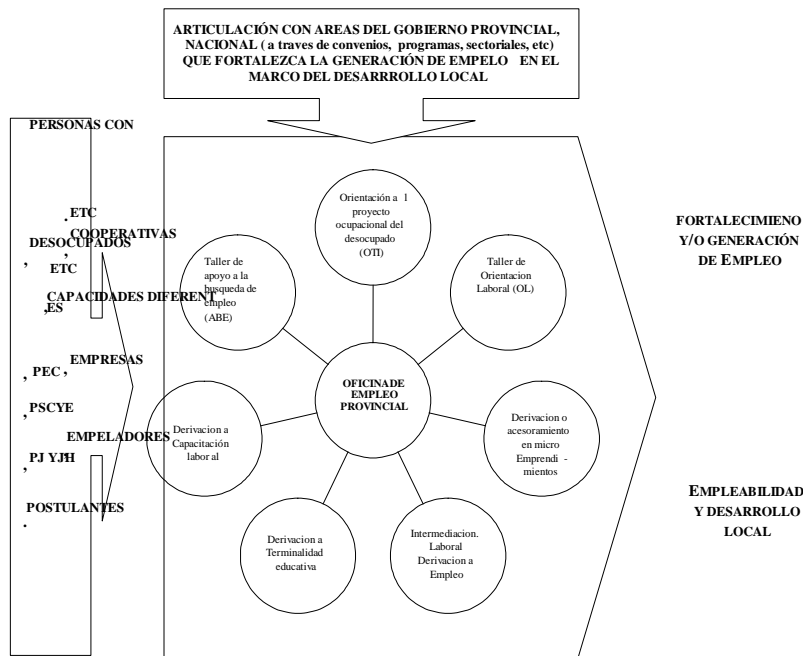 ARTICULACIÓN CON AREAS DEL GOBIERNO PROVINCIAL,
NACIONAL ( a traves de convenios, programas, sectoriales, etc)
QUE FORTALEZCA LA GENERACIÓN DE EMPELO EN EL
MARCO DEL DESARRROLLO LOCAL
PERSONAS CON
. ETC
COOPERATIVAS
DESOCUPADOS ,
, ETC
CAPACIDADES DIFERENT
,ES
EMPRESAS
, PEC ,
, PSCYE
EMPELADORES
, PJ YJH ,
, POSTULANTES
.
Orientación a l
proyecto
ocupacional del
desocupado
(OTI)
Taller de
apoyo a la
busqueda de
empleo
(ABE)
Taller de
Orientacion
Laboral (OL)
OFICINA DE
EMPLEO
PROVINCIAL
Derivacion a
Capacitación
labor al
Derivacion o
acesoramiento
en micro
Emprendi -
mientos
Derivacion a
Terminalidad
educativa
Intermediacion.
Laboral
Derivacion a
Empleo
FORTALECIMIENO
Y/O GENERACIÓN
DE EMPLEO
EMPLEABILIDAD
Y DESARROLLO
LOCAL